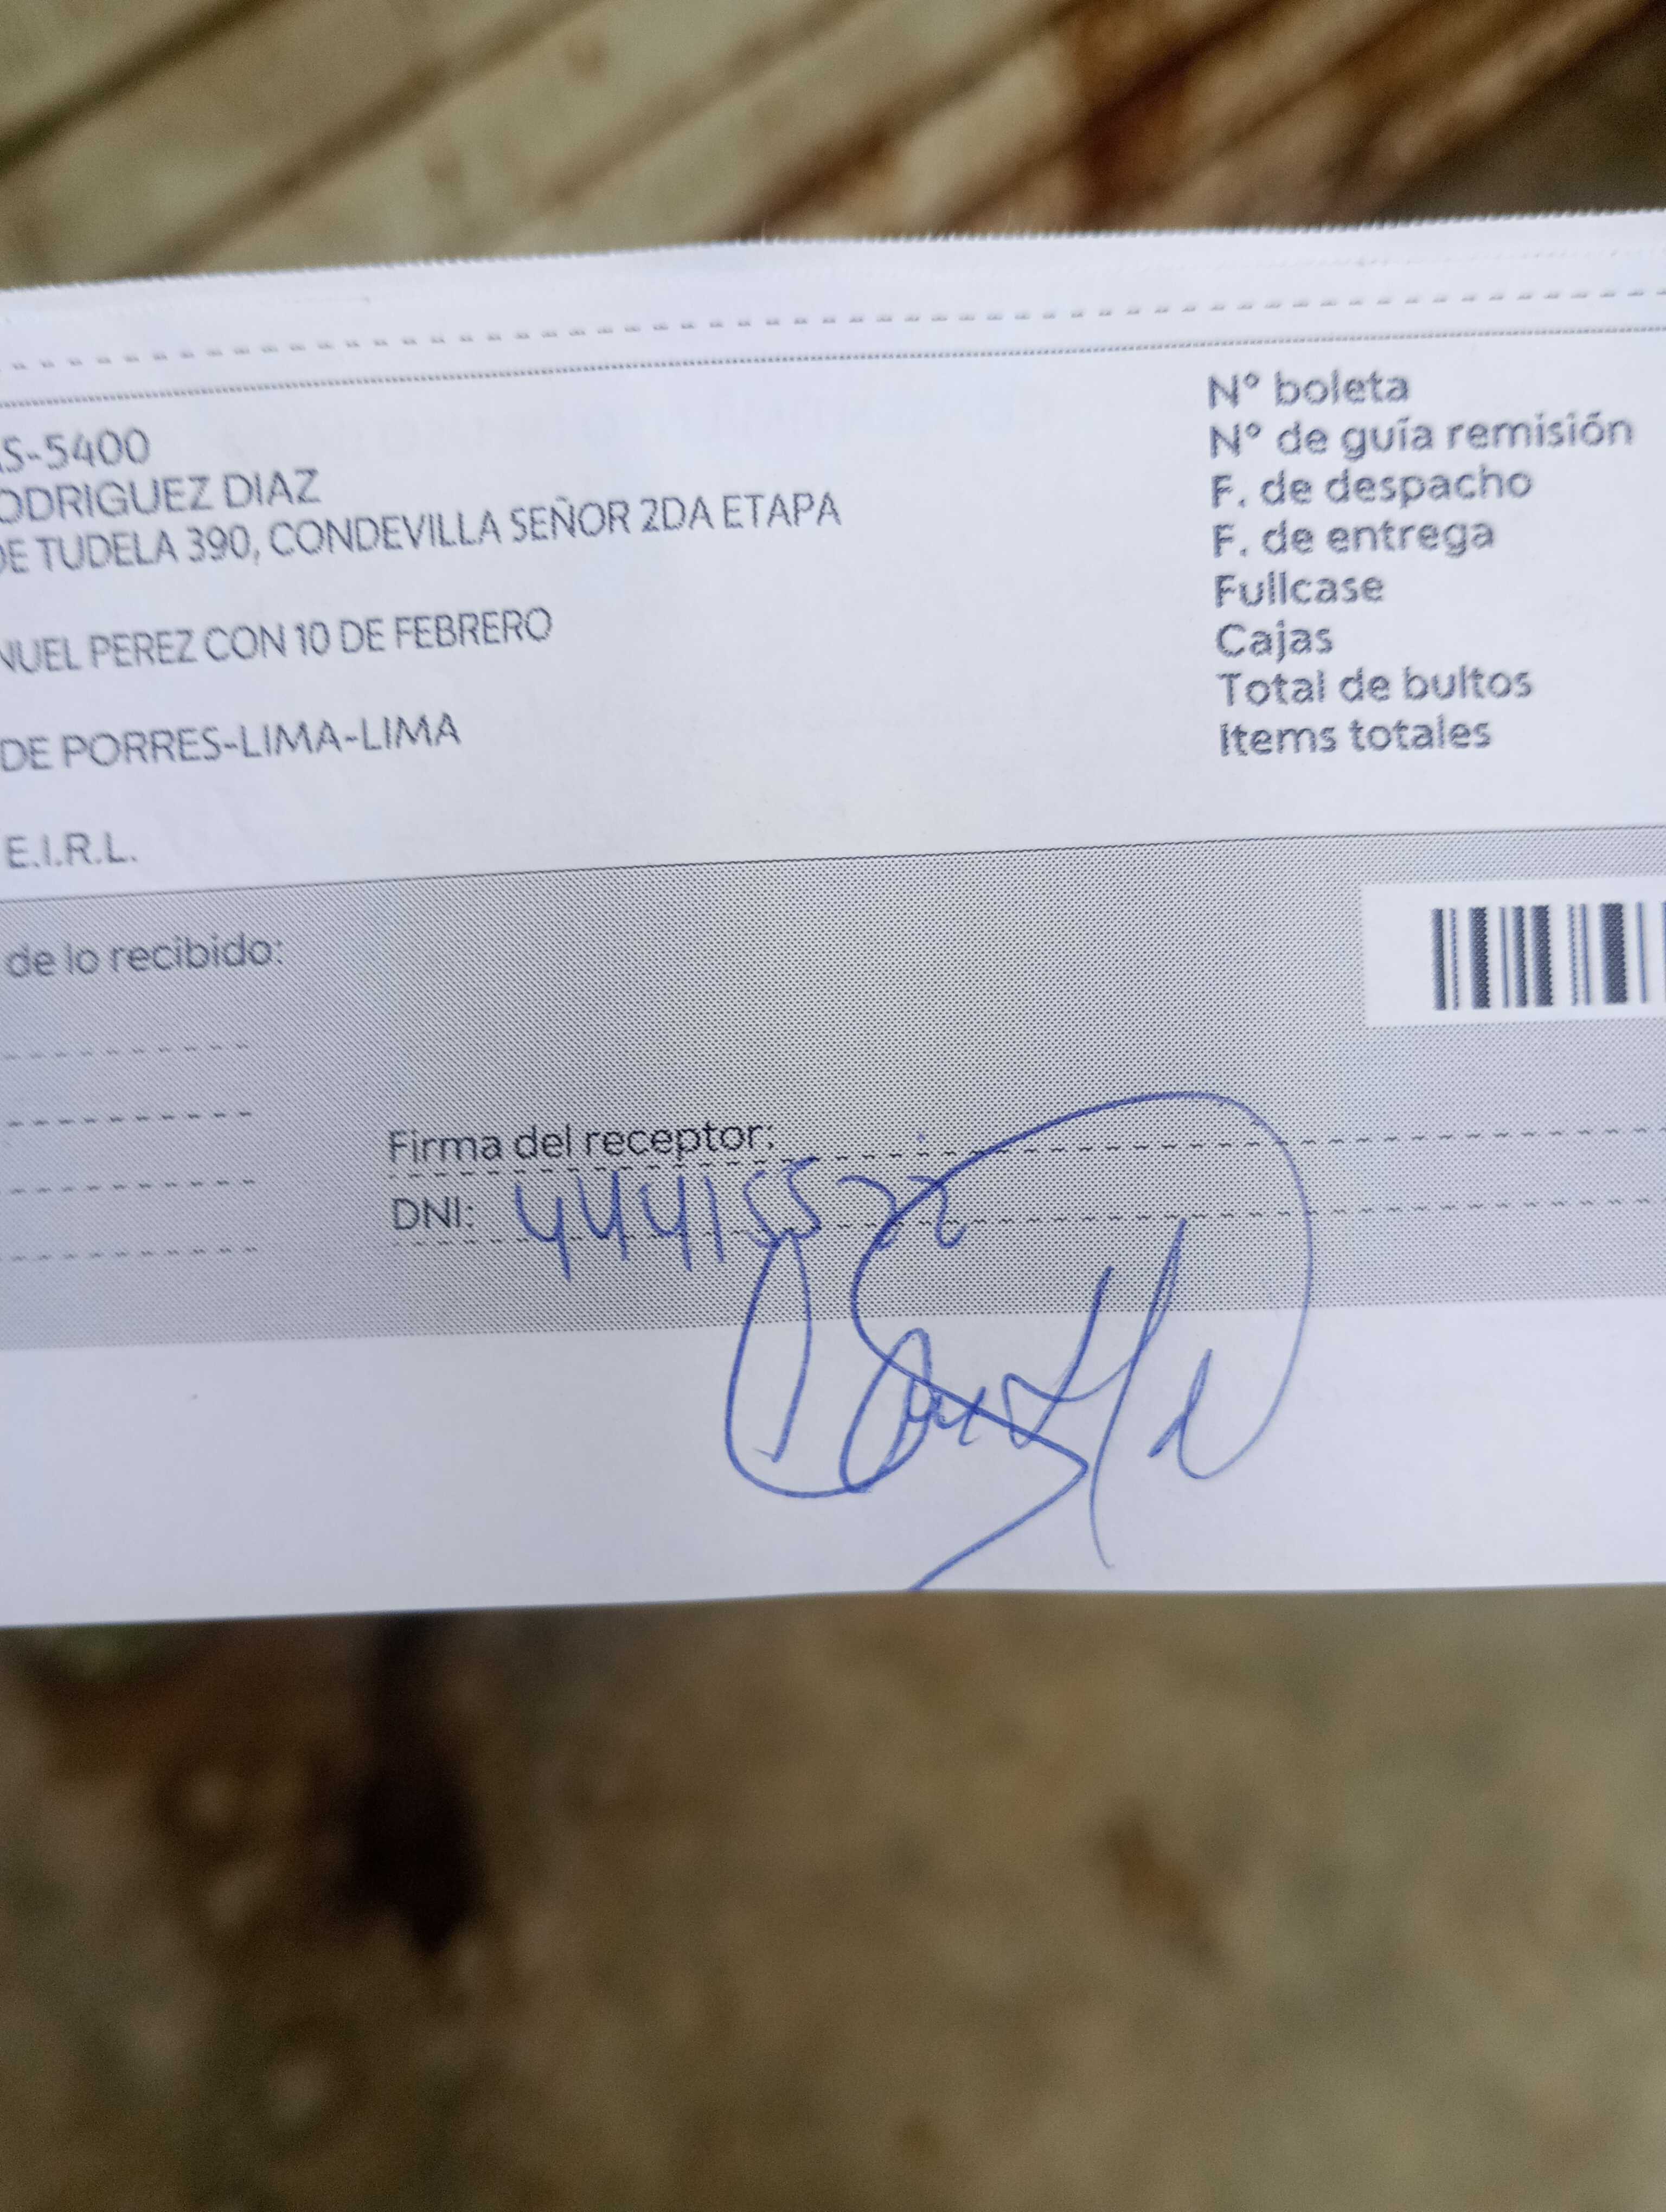 S-5400
ODRIGUEZ DIAZ
DE TUDELA 390, CONDEVILLA SEÑOR 2DA ETAPA
NUEL PEREZ CON 10 DE FEBRERO
DE PORRES-LIMA-LIMA
E.I.R.L.
N° boleta
N° de guía remisión
F. de despacho
F. de entrega
Fullcase
Cajas
Total de bultos
Items totales
de lo recibido:
Firma del receptor:
DNI: 44415522